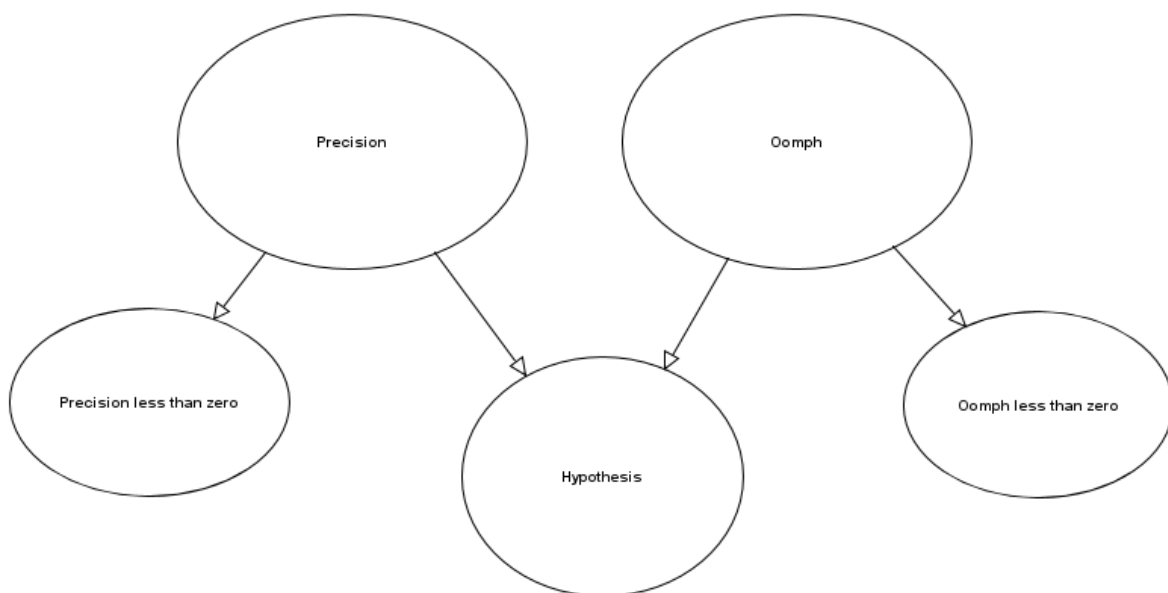 Precision
Oomph
Precision less than zero
Oomph less than zero
Hypothesis